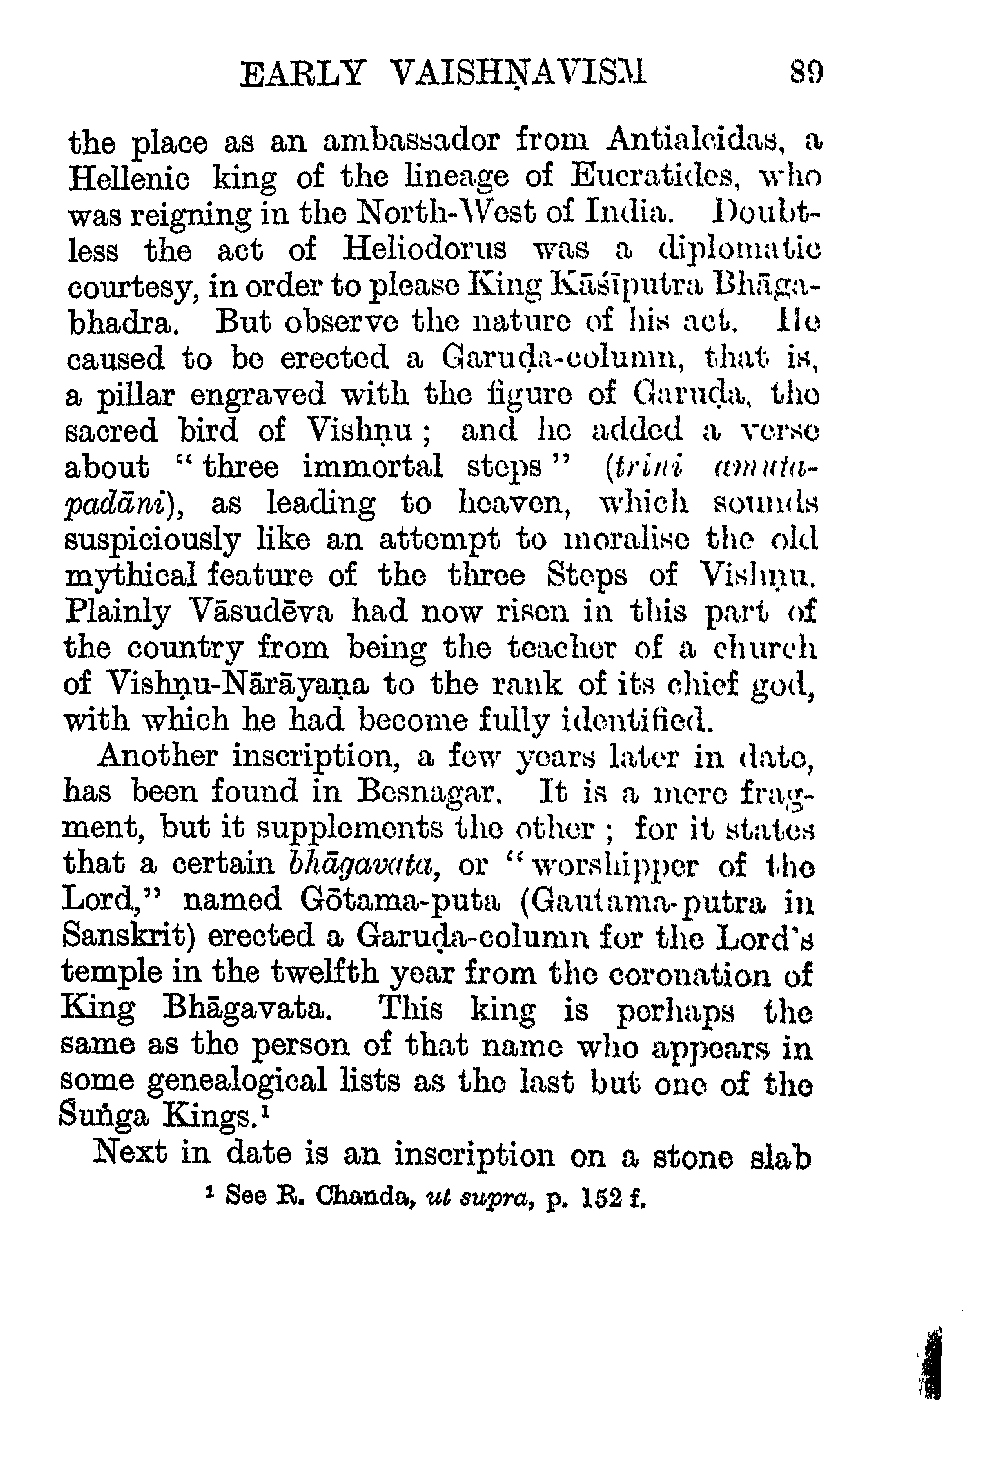 EARLY VAISHṆAVISM 89
the place as an ambassador from Antialcidas, a
Hellenic king of the lineage of Eucratides, who
was reigning in the North-West of India. Doubt-
less the act of Heliodorus was a diplomatic
courtesy, in order to please King Kāśīputra Bhāga-
bhadra. But observe the nature of his act. He
caused to be erected a Garuḍa-column, that is,
a pillar engraved with the figure of Garuḍa, the
sacred bird of Vishṇu ; and he added a verse
about “ three immortal steps ” (trini amuta-
padāni), as leading to heaven, which sounds
suspiciously like an attempt to moralise the old
mythical feature of the three Steps of Vishṇu.
Plainly Vāsudēva had now risen in this part of
the country from being the teacher of a church
of Vishṇu-Nārāyaṇa to the rank of its chief god,
with which he had become fully identified.
Another inscription, a few years later in date,
has been found in Besnagar. It is a mere frag-
ment, but it supplements the other ; for it states
that a certain bhāgavata, or “ worshipper of the
Lord,” named Gōtama-puta (Gautama-putra in
Sanskrit) erected a Garuḍa-column for the Lord's
temple in the twelfth year from the coronation of
King Bhāgavata. This king is perhaps the
same as the person of that name who appears in
some genealogical lists as the last but one of the
Śuṅga Kings.¹
Next in date is an inscription on a stone slab
¹ See R. Chanda, ut supra, p. 152 f.